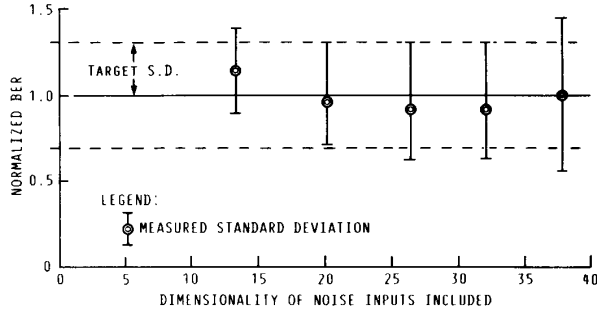 1.5
TARGET S.D.
1.0
NORMALIZED BER
0.5
LEGEND:
MEASURED STANDARD DEVIATION
0
0 5 10 15 20 25 30 35 40
DIMENSIONALITY OF NOISE INPUTS INCLUDED